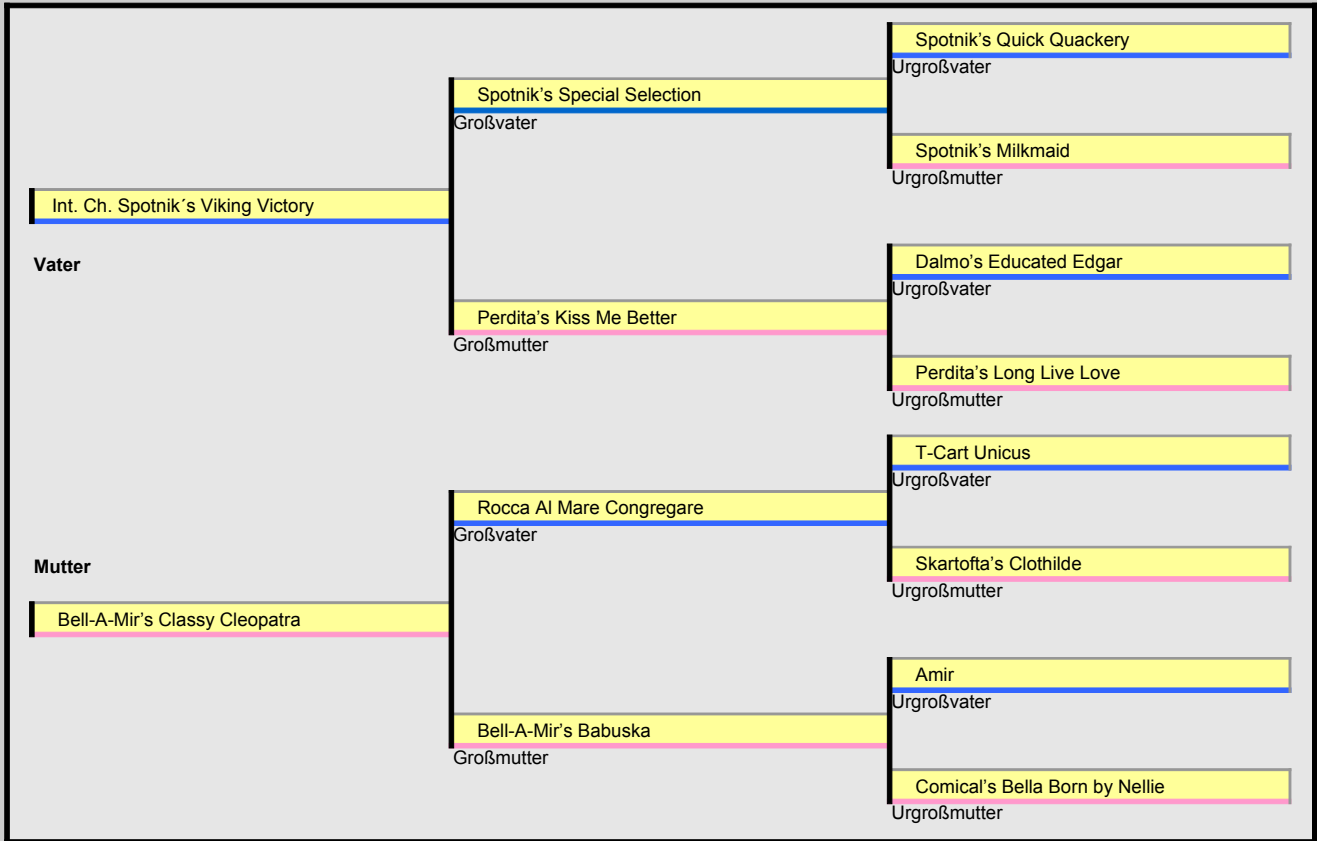 Spotnik's Quick Quackery
Urgroßvater
Spotnik's Special Selection
Großvater
Spotnik's Milkmaid
Urgroßmutter
Int. Ch. Spotnik´s Viking Victory
Vater
Dalmo's Educated Edgar
Urgroßvater
Perdita's Kiss Me Better
Großmutter
Perdita's Long Live Love
Urgroßmutter
T-Cart Unicus
Urgroßvater
Rocca Al Mare Congregare
Großvater
Skartofta's Clothilde
Urgroßmutter
Mutter
Bell-A-Mir's Classy Cleopatra
Amir
Urgroßvater
Bell-A-Mir's Babuska
Großmutter
Comical's Bella Born by Nellie
Urgroßmutter